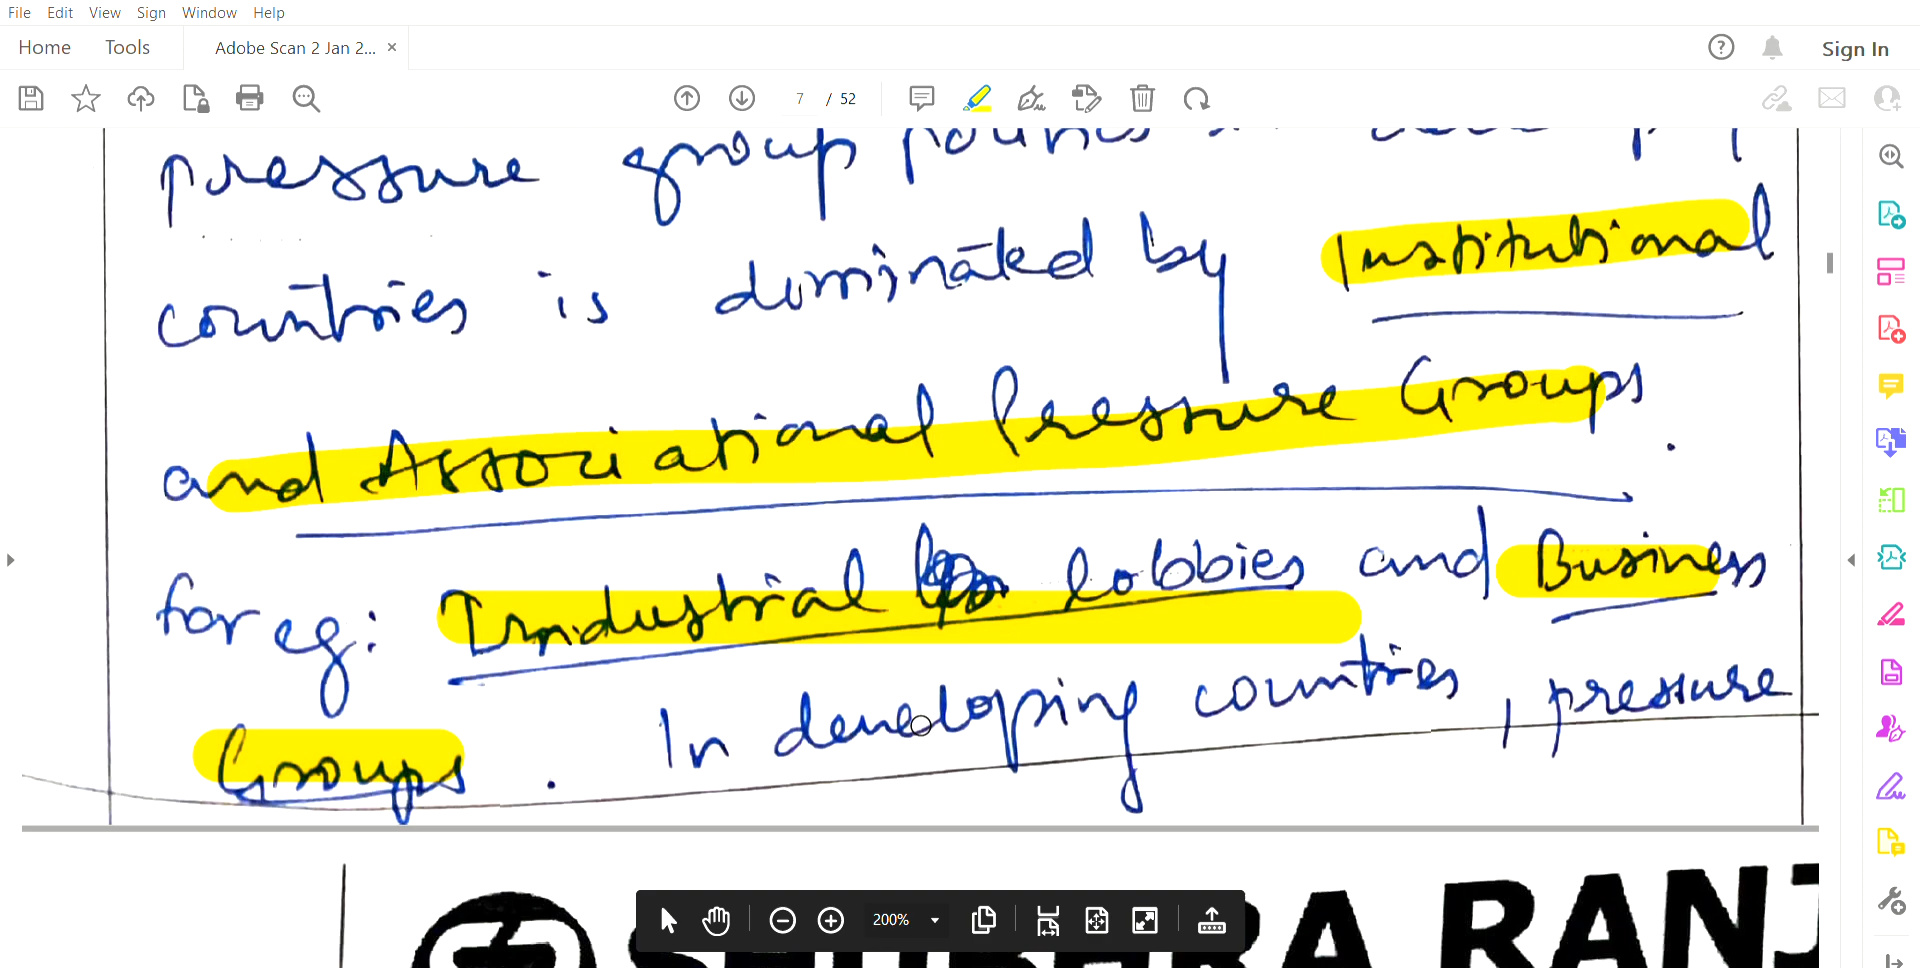 File Edit View Sign Window Help
Home Tools Adobe Scan 2 Jan 2... × Sign In
7 / 52
pressure group politics
countries is dominated by Institutional
and Associational Pressure Groups.
for eg: Industrial lobbies and Business
Groups. In developing countries, pressure
200%
SHUBHRA RANJ